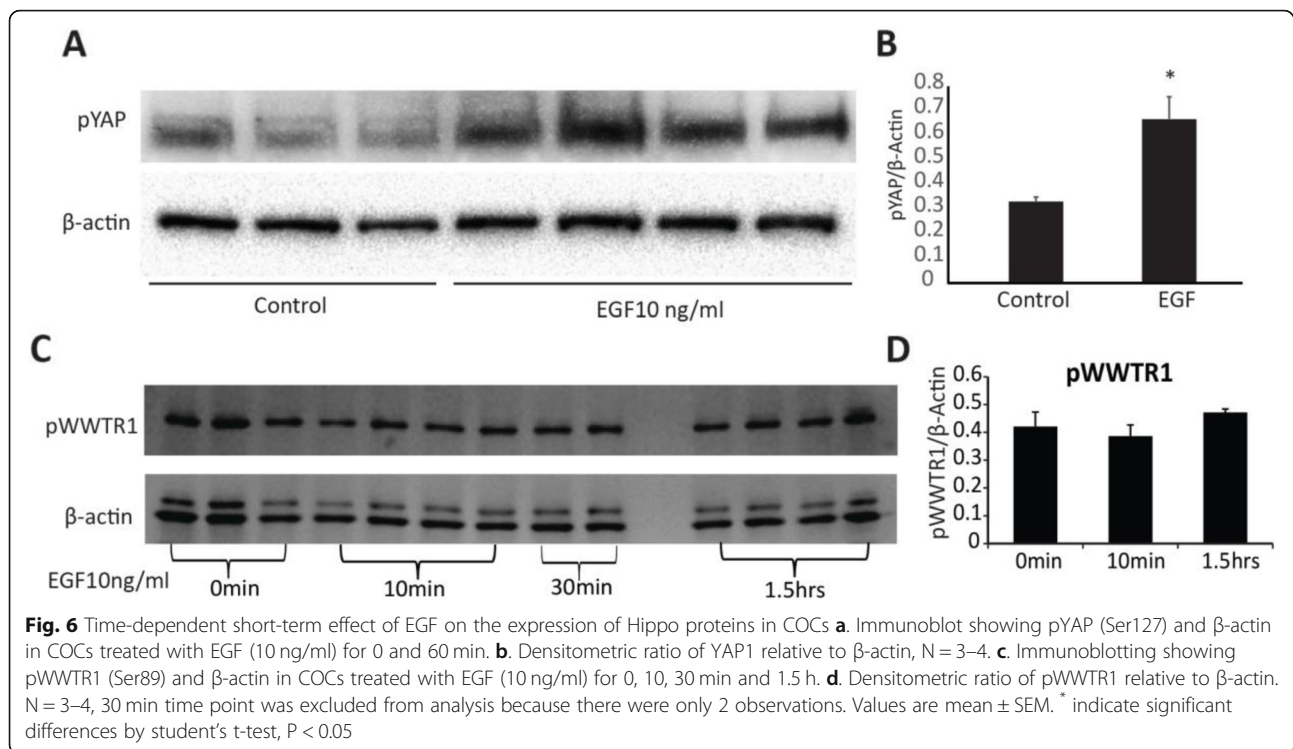 A
pYAP
β-actin
Control
EGF10 ng/ml
B
*
pYAP/β-Actin
0.8
0.7
0.6
0.5
0.4
0.3
0.2
0.1
0
Control
EGF
C
pWWTR1
β-actin
EGF10ng/ml
0min
10min
30min
1.5hrs
D
pWWTR1
pWWTR1/β-Actin
0.6
0.5
0.4
0.3
0.2
0.1
0
0min
10min
1.5hrs
Fig. 6 Time-dependent short-term effect of EGF on the expression of Hippo proteins in COCs a. Immunoblot showing pYAP (Ser127) and β-actin
in COCs treated with EGF (10 ng/ml) for 0 and 60 min. b. Densitometric ratio of YAP1 relative to β-actin, N = 3–4. c. Immunoblotting showing
pWWTR1 (Ser89) and β-actin in COCs treated with EGF (10 ng/ml) for 0, 10, 30 min and 1.5 h. d. Densitometric ratio of pWWTR1 relative to β-actin.
N = 3–4, 30 min time point was excluded from analysis because there were only 2 observations. Values are mean ± SEM. * indicate significant
differences by student's t-test, P < 0.05